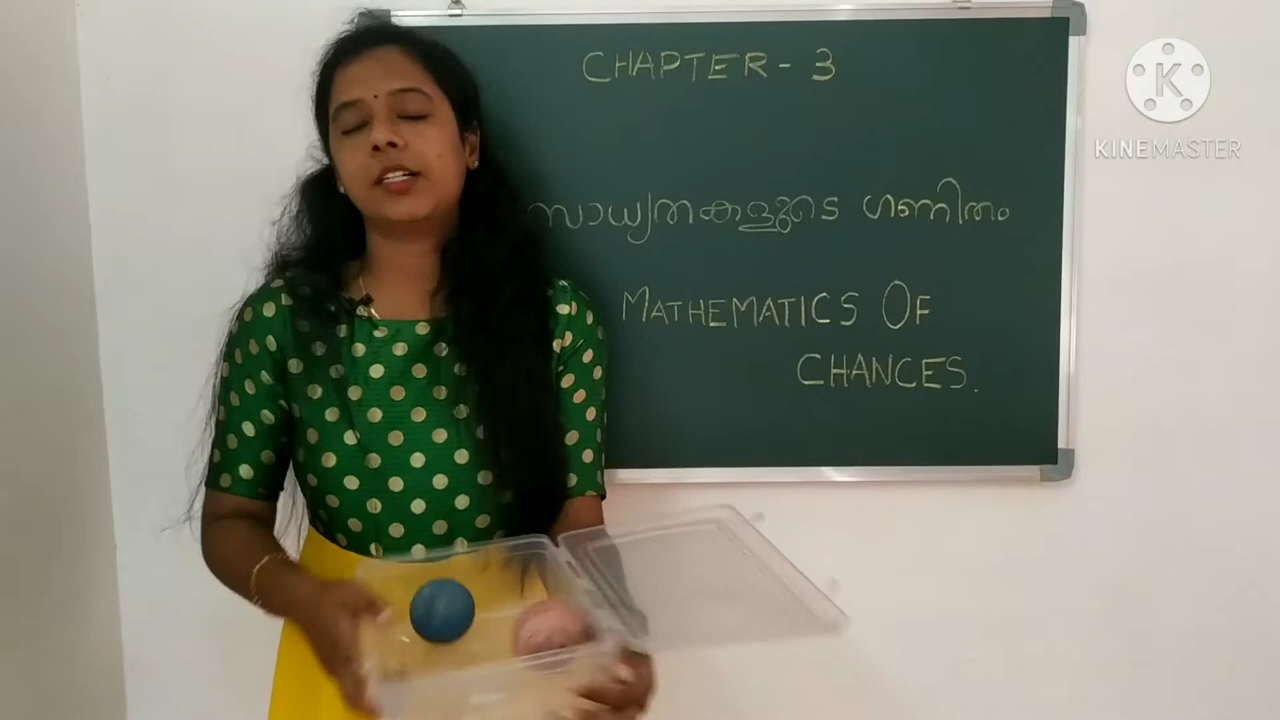 CHAPTER - 3
സാധ്യതകളുടെ ഗണിതം
MATHEMATICS OF
CHANCES.
K
KINEMASTER